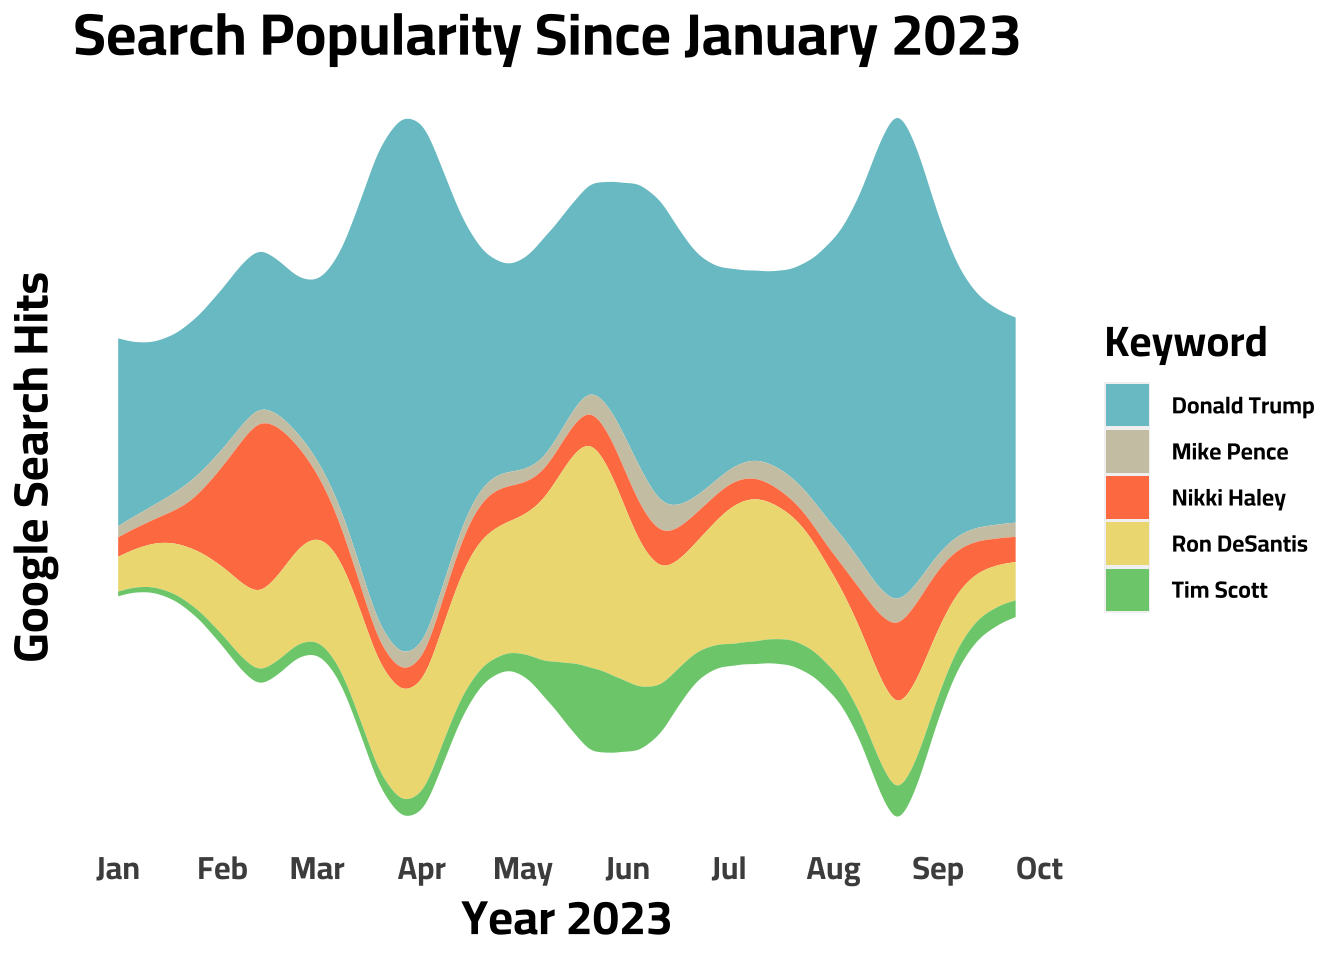 Search Popularity Since January 2023
Google Search Hits
Keyword
Donald Trump
Mike Pence
Nikki Haley
Ron DeSantis
Tim Scott
Jan Feb Mar Apr May Jun Jul Aug Sep Oct
Year 2023